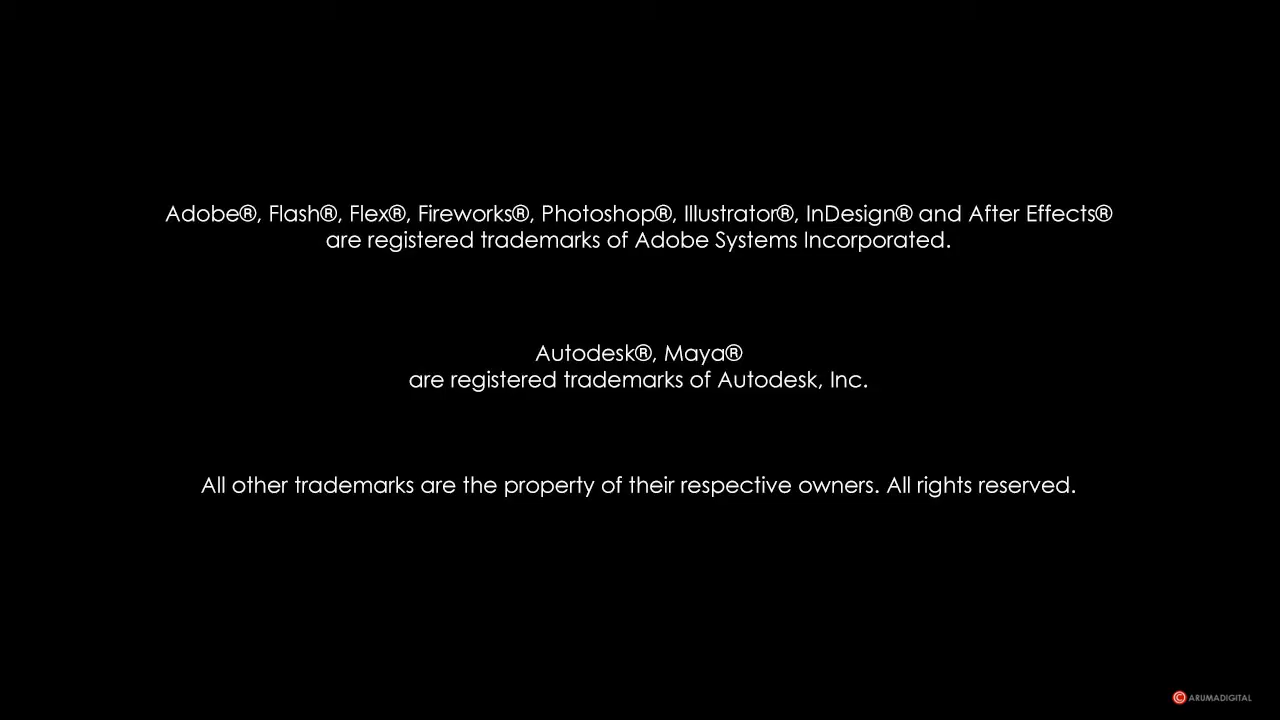 Adobe®, Flash®, Flex®, Fireworks®, Photoshop®, Illustrator®, InDesign® and After Effects®
are registered trademarks of Adobe Systems Incorporated.
Autodesk®, Maya®
are registered trademarks of Autodesk, Inc.
All other trademarks are the property of their respective owners. All rights reserved.
© ARUMADIGITAL